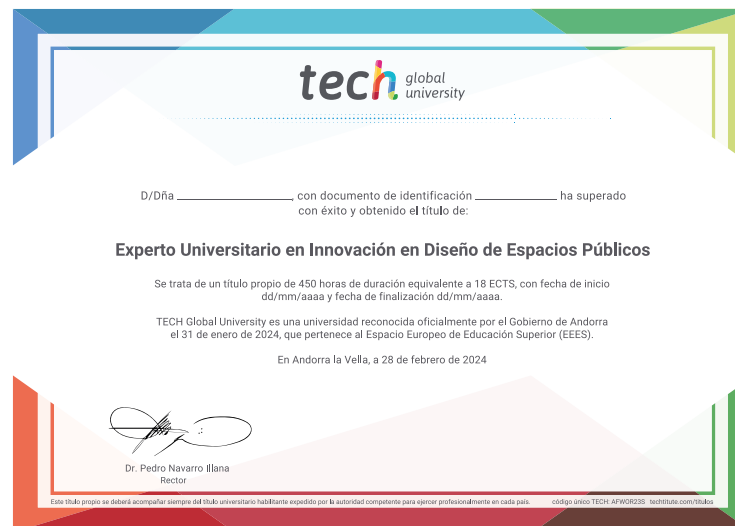 tech global university
D/Dña ______________, con documento de identificación ______________ ha superado
con éxito y obtenido el título de:
Experto Universitario en Innovación en Diseño de Espacios Públicos
Se trata de un título propio de 450 horas de duración equivalente a 18 ECTS, con fecha de inicio
dd/mm/aaaa y fecha de finalización dd/mm/aaaa.
TECH Global University es una universidad reconocida oficialmente por el Gobierno de Andorra
el 31 de enero de 2024, que pertenece al Espacio Europeo de Educación Superior (EEES).
En Andorra la Vella, a 28 de febrero de 2024
Dr. Pedro Navarro Illana
Rector
Este título propio se deberá acompañar siempre del título universitario habilitante expedido por la autoridad competente para ejercer profesionalmente en cada país. código único TECH: AFWOR23S techtitute.com/titulos